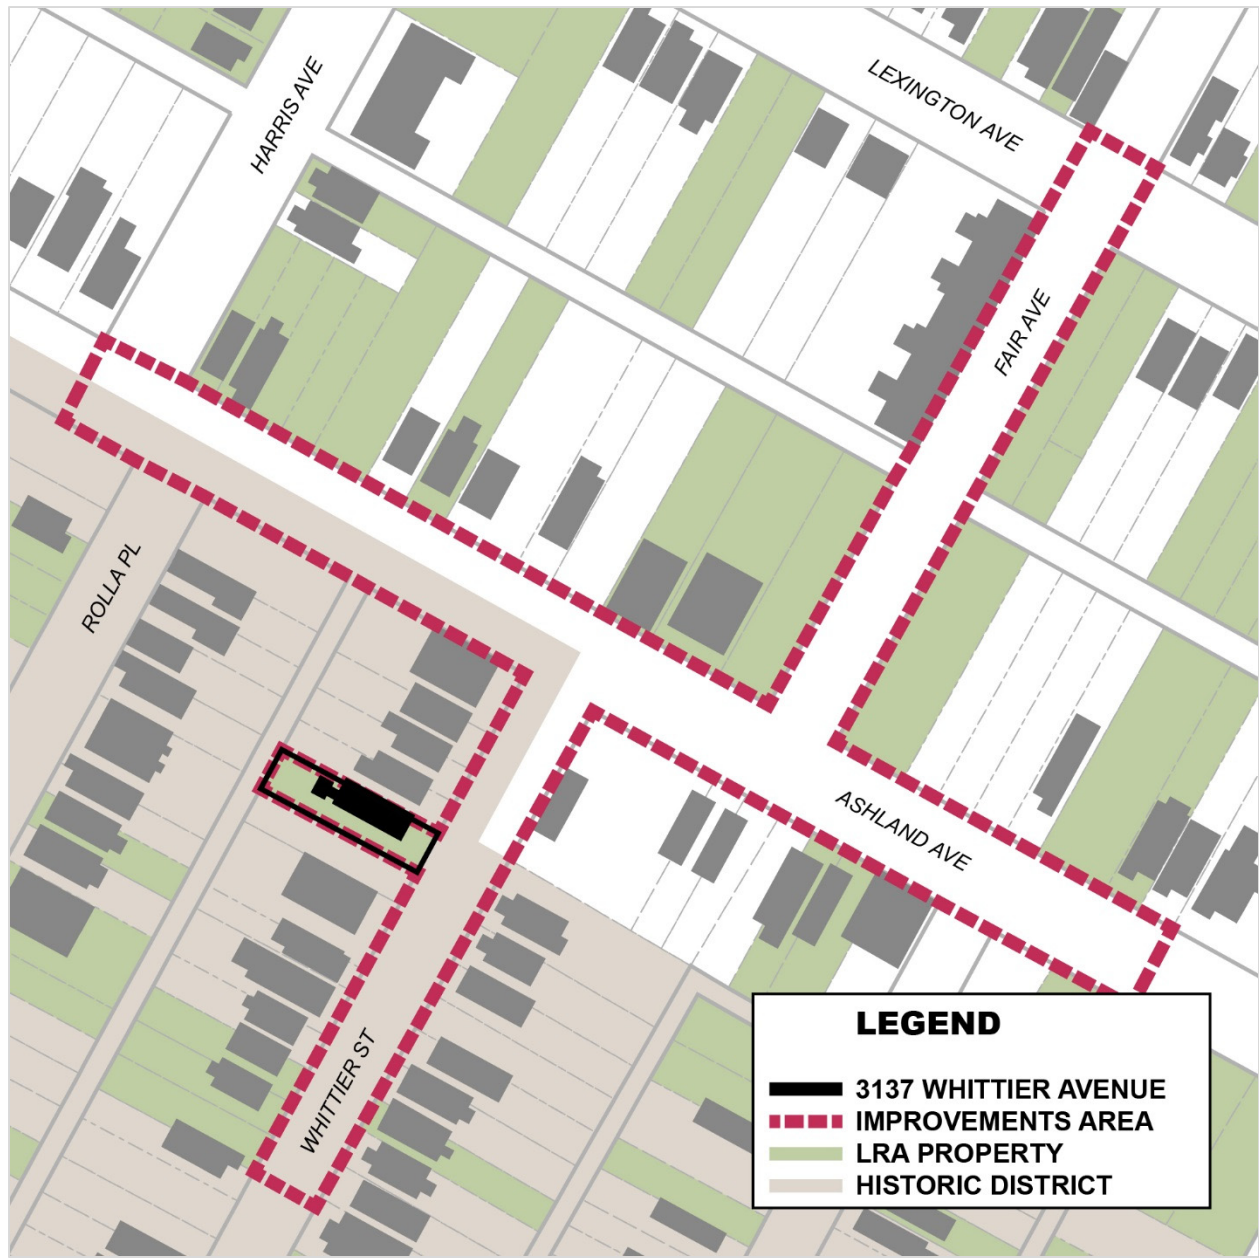 LEXINGTON AVE
HARRIS AVE
FAIR AVE
ROLLA PL
ASHLAND AVE
WHITTIER ST
LEGEND
3137 WHITTIER AVENUE
IMPROVEMENTS AREA
LRA PROPERTY
HISTORIC DISTRICT